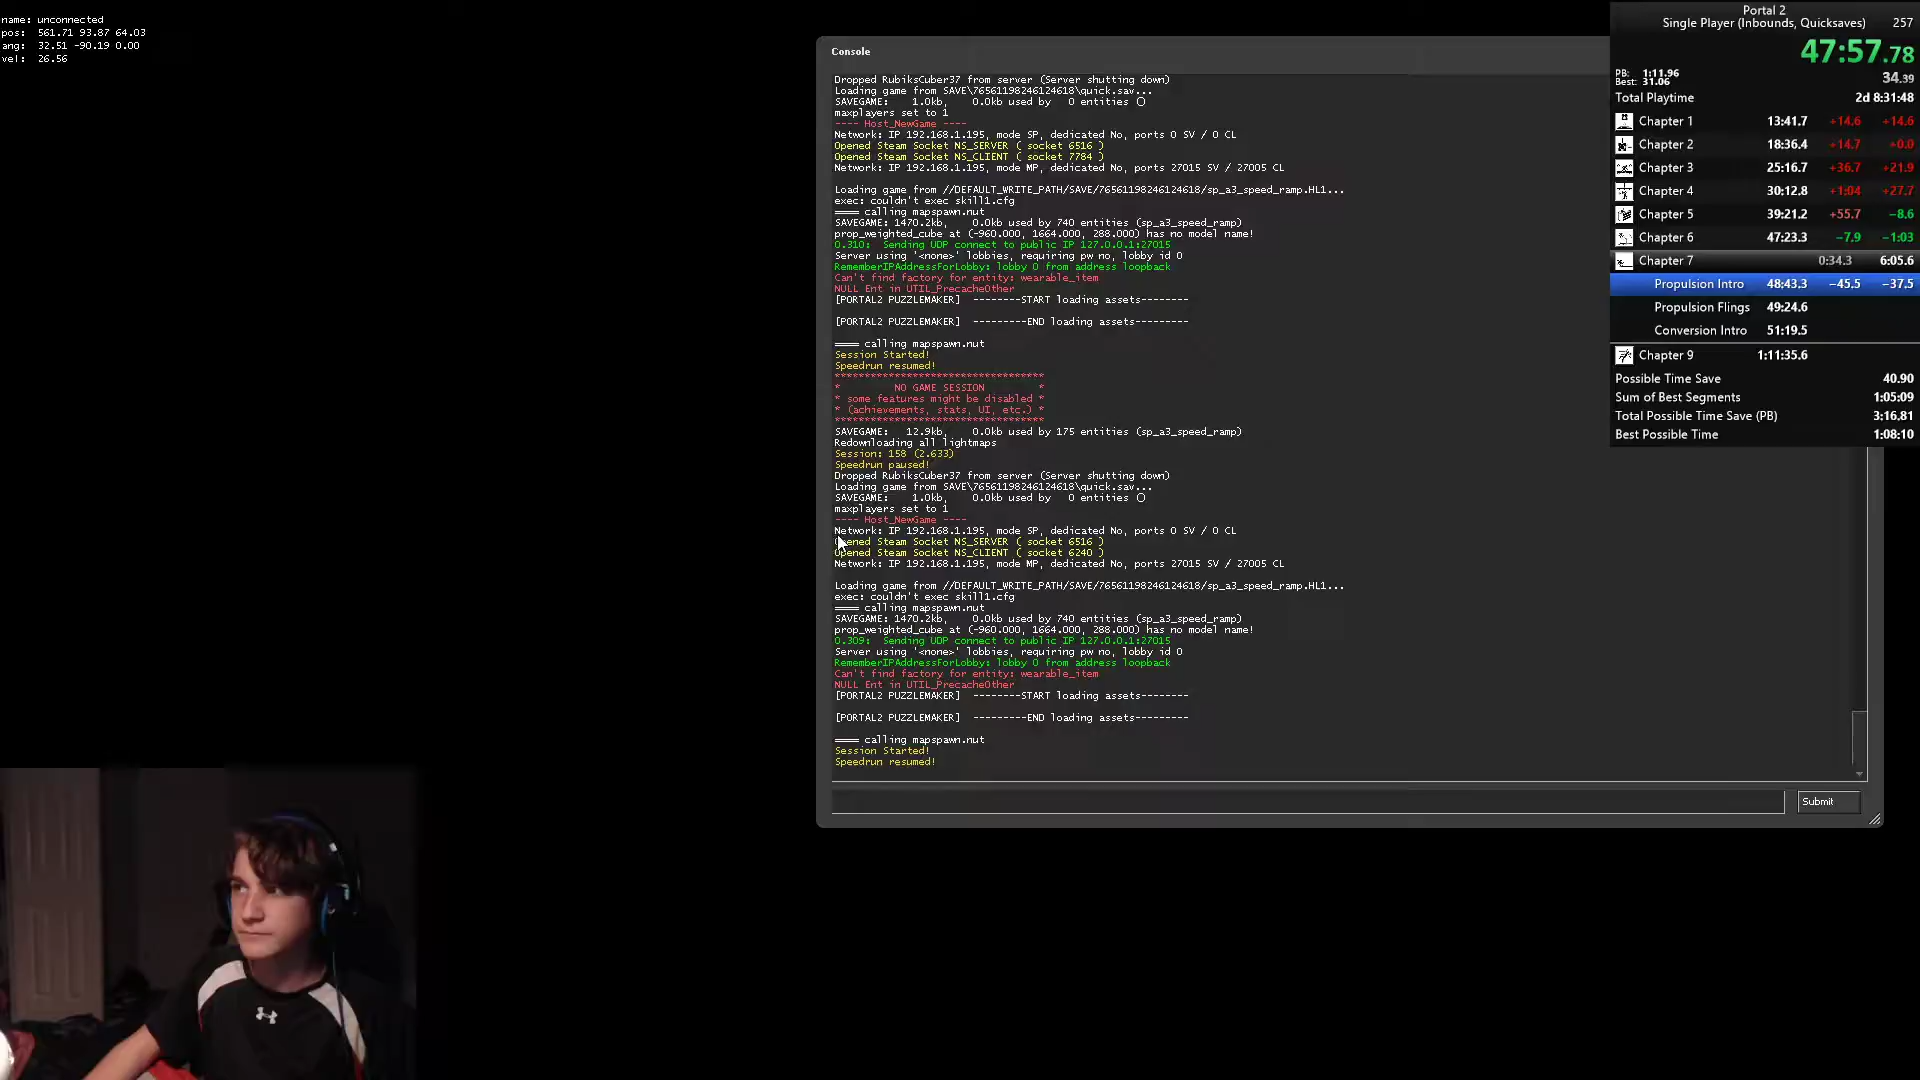 name: unconnected
pos: 561.71 93.87 64.03
ang: 32.51 -90.19 0.00
vel: 26.56
Console
Dropped RubiksCuber37 from server (Server shutting down)
Loading game from SAVE\76561198246124618\quick.sav...
SAVEGAME: 1.0kb, 0.0kb used by 0 entities ()
maxplayers set to 1
---- Host_NewGame ----
Network: IP 192.168.1.195, mode SP, dedicated No, ports 0 SV / 0 CL
Opened Steam Socket NS_SERVER ( socket 6516 )
Opened Steam Socket NS_CLIENT ( socket 7784 )
Network: IP 192.168.1.195, mode MP, dedicated No, ports 27015 SV / 27005 CL
Loading game from //DEFAULT_WRITE_PATH/SAVE/76561198246124618/sp_a3_speed_ramp.HL1...
exec: couldn't exec skill1.cfg
==== calling mapspawn.nut
SAVEGAME: 1470.2kb, 0.0kb used by 740 entities (sp_a3_speed_ramp)
prop_weighted_cube at (-960.000, 1664.000, 288.000) has no model name!
0.310: Sending UDP connect to public IP 127.0.0.1:27015
Server using '<none>' lobbies, requiring pw no, lobby id 0
RememberIPAddressForLobby: lobby 0 from address loopback
Can't find factory for entity: wearable_item
NULL Ent in UTIL_PrecacheOther
[PORTAL2 PUZZLEMAKER] --------START loading assets--------
[PORTAL2 PUZZLEMAKER] ---------END loading assets---------
==== calling mapspawn.nut
Session Started!
Speedrun resumed!
***********************************
* NO GAME SESSION *
* some features might be disabled *
* (achievements, stats, UI, etc.) *
***********************************
SAVEGAME: 12.9kb, 0.0kb used by 175 entities (sp_a3_speed_ramp)
Redownloading all lightmaps
Session: 158 (2.633)
Speedrun paused!
Dropped RubiksCuber37 from server (Server shutting down)
Loading game from SAVE\76561198246124618\quick.sav...
SAVEGAME: 1.0kb, 0.0kb used by 0 entities ()
maxplayers set to 1
---- Host_NewGame ----
Network: IP 192.168.1.195, mode SP, dedicated No, ports 0 SV / 0 CL
Opened Steam Socket NS_SERVER ( socket 6516 )
Opened Steam Socket NS_CLIENT ( socket 6240 )
Network: IP 192.168.1.195, mode MP, dedicated No, ports 27015 SV / 27005 CL
Loading game from //DEFAULT_WRITE_PATH/SAVE/76561198246124618/sp_a3_speed_ramp.HL1...
exec: couldn't exec skill1.cfg
==== calling mapspawn.nut
SAVEGAME: 1470.2kb, 0.0kb used by 740 entities (sp_a3_speed_ramp)
prop_weighted_cube at (-960.000, 1664.000, 288.000) has no model name!
0.309: Sending UDP connect to public IP 127.0.0.1:27015
Server using '<none>' lobbies, requiring pw no, lobby id 0
RememberIPAddressForLobby: lobby 0 from address loopback
Can't find factory for entity: wearable_item
NULL Ent in UTIL_PrecacheOther
[PORTAL2 PUZZLEMAKER] --------START loading assets--------
[PORTAL2 PUZZLEMAKER] ---------END loading assets---------
==== calling mapspawn.nut
Session Started!
Speedrun resumed!
Submit
Portal 2
Single Player (Inbounds, Quicksaves) 257
47:57.78
PB: 1:11.96
Best: 31.06
34.39
Total Playtime 2d 8:31:48
Chapter 1 13:41.7 +14.6 +14.6
Chapter 2 18:36.4 +14.7 +0.0
Chapter 3 25:16.7 +36.7 +21.9
Chapter 4 30:12.8 +1:04 +27.7
Chapter 5 39:21.2 +55.7 −8.6
Chapter 6 47:23.3 −7.9 −1:03
Chapter 7 0:34.3 6:05.6
Propulsion Intro 48:43.3 −45.5 −37.5
Propulsion Flings 49:24.6
Conversion Intro 51:19.5
Chapter 9 1:11:35.6
Possible Time Save 40.90
Sum of Best Segments 1:05:09
Total Possible Time Save (PB) 3:16.81
Best Possible Time 1:08:10